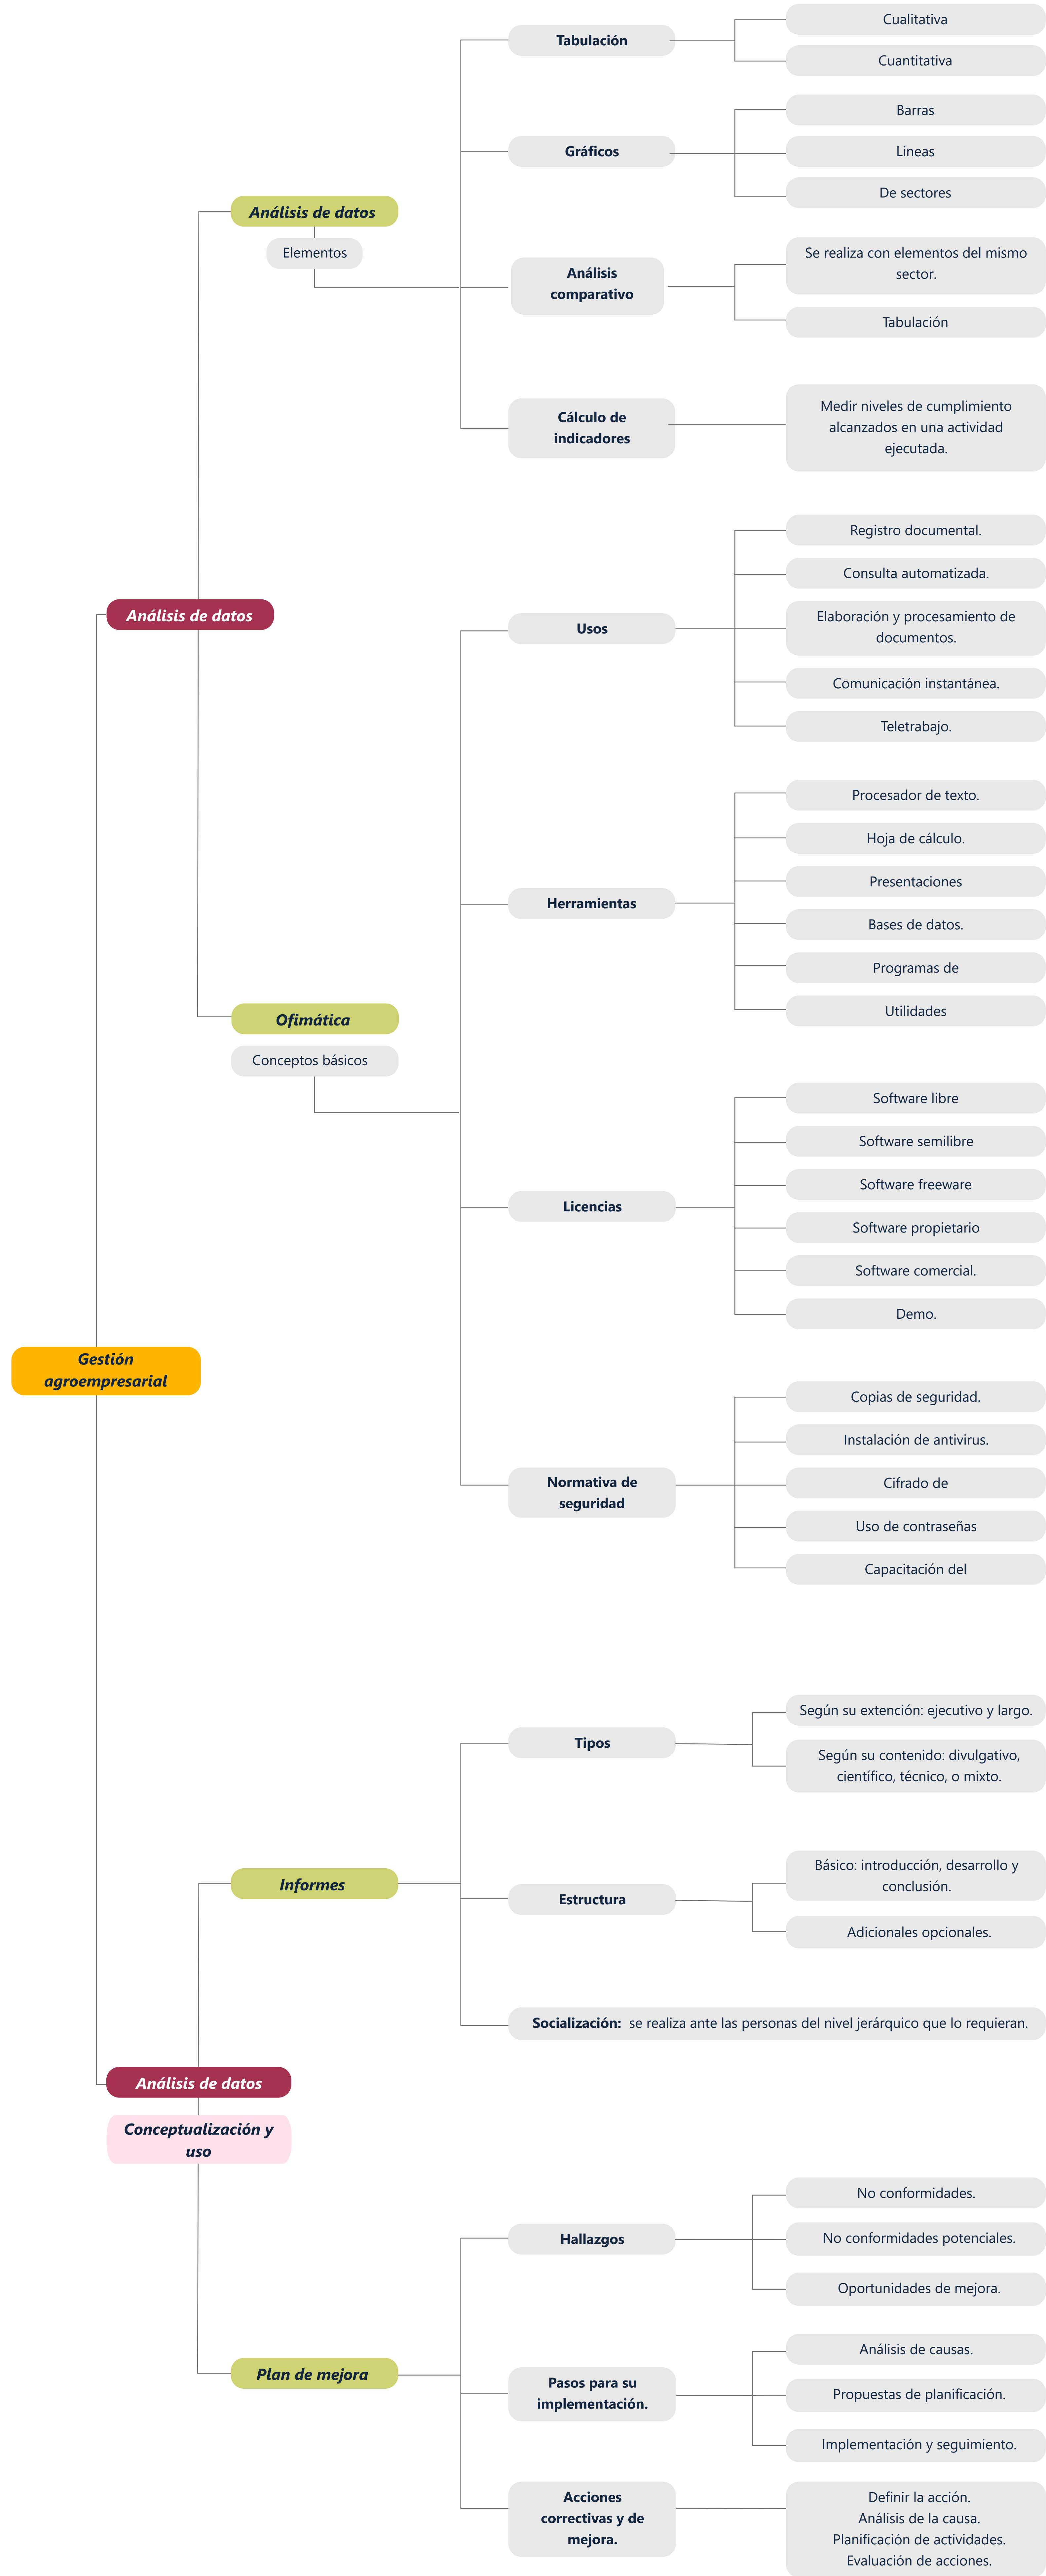 Gestión
agroempresarial
Análisis de datos
Análisis de datos
Elementos
Tabulación
Cualitativa
Cuantitativa
Gráficos
Barras
Lineas
De sectores
Análisis
comparativo
Se realiza con elementos del mismo
sector.
Tabulación
Cálculo de
indicadores
Medir niveles de cumplimiento
alcanzados en una actividad
ejecutada.
Ofimática
Conceptos básicos
Usos
Registro documental.
Consulta automatizada.
Elaboración y procesamiento de
documentos.
Comunicación instantánea.
Teletrabajo.
Herramientas
Procesador de texto.
Hoja de cálculo.
Presentaciones
Bases de datos.
Programas de
Utilidades
Licencias
Software libre
Software semilibre
Software freeware
Software propietario
Software comercial.
Demo.
Normativa de
seguridad
Copias de seguridad.
Instalación de antivirus.
Cifrado de
Uso de contraseñas
Capacitación del
Análisis de datos
Conceptualización y
uso
Informes
Tipos
Según su extención: ejecutivo y largo.
Según su contenido: divulgativo,
científico, técnico, o mixto.
Estructura
Básico: introducción, desarrollo y
conclusión.
Adicionales opcionales.
Socialización: se realiza ante las personas del nivel jerárquico que lo requieran.
Plan de mejora
Hallazgos
No conformidades.
No conformidades potenciales.
Oportunidades de mejora.
Pasos para su
implementación.
Análisis de causas.
Propuestas de planificación.
Implementación y seguimiento.
Acciones
correctivas y de
mejora.
Definir la acción.
Análisis de la causa.
Planificación de actividades.
Evaluación de acciones.